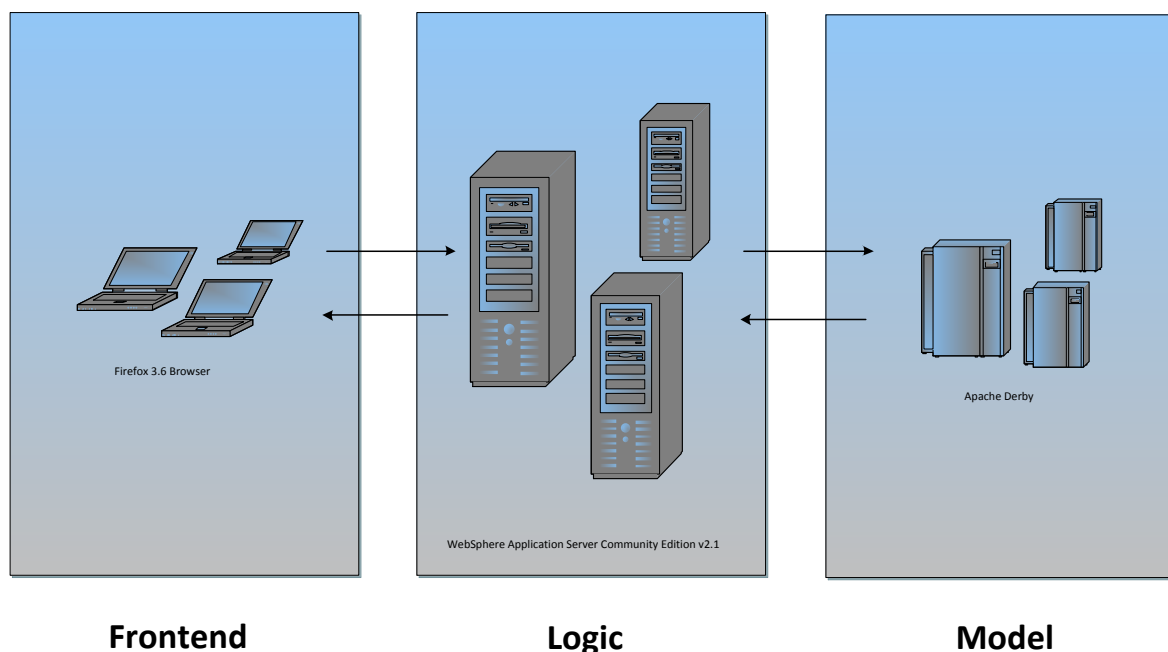 Firefox 3.6 Browser
WebSphere Application Server Community Edition v2.1
Apache Derby
Frontend
Logic
Model